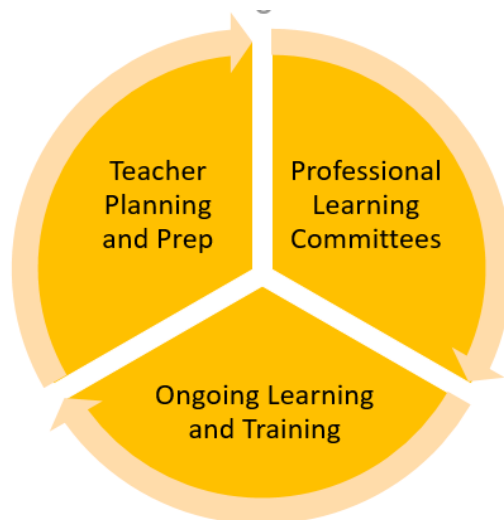 Teacher
Planning
and Prep
Professional
Learning
Committees
Ongoing Learning
and Training